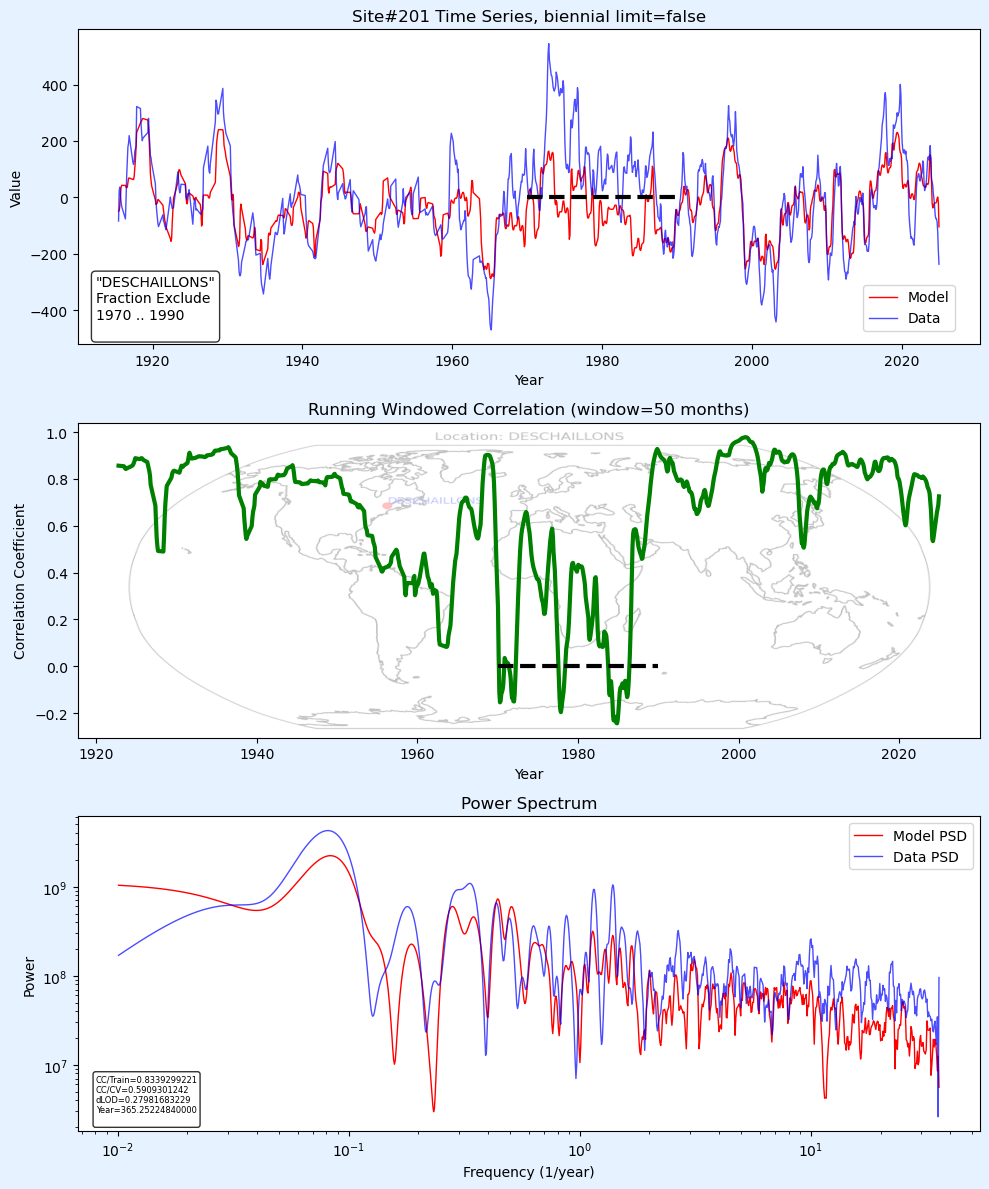 Site#201 Time Series, biennial limit=false
400
200
0
−200
−400
Value
"DESCHAILLONS"
Fraction Exclude
1970 .. 1990
Model
Data
1920
1940
1960
1980
2000
2020
Year
Running Windowed Correlation (window=50 months)
Location: DESCHAILLONS
DESCHAILLONS
1.0
0.8
0.6
0.4
0.2
0.0
−0.2
Correlation Coefficient
1920
1940
1960
1980
2000
2020
Year
Power Spectrum
Model PSD
Data PSD
10⁹
10⁸
10⁷
Power
CC/Train=0.8339299221
CC/CV=0.5909301242
dLOD=0.27981683229
Year=365.25224840000
10⁻²
10⁻¹
10⁰
10¹
Frequency (1/year)